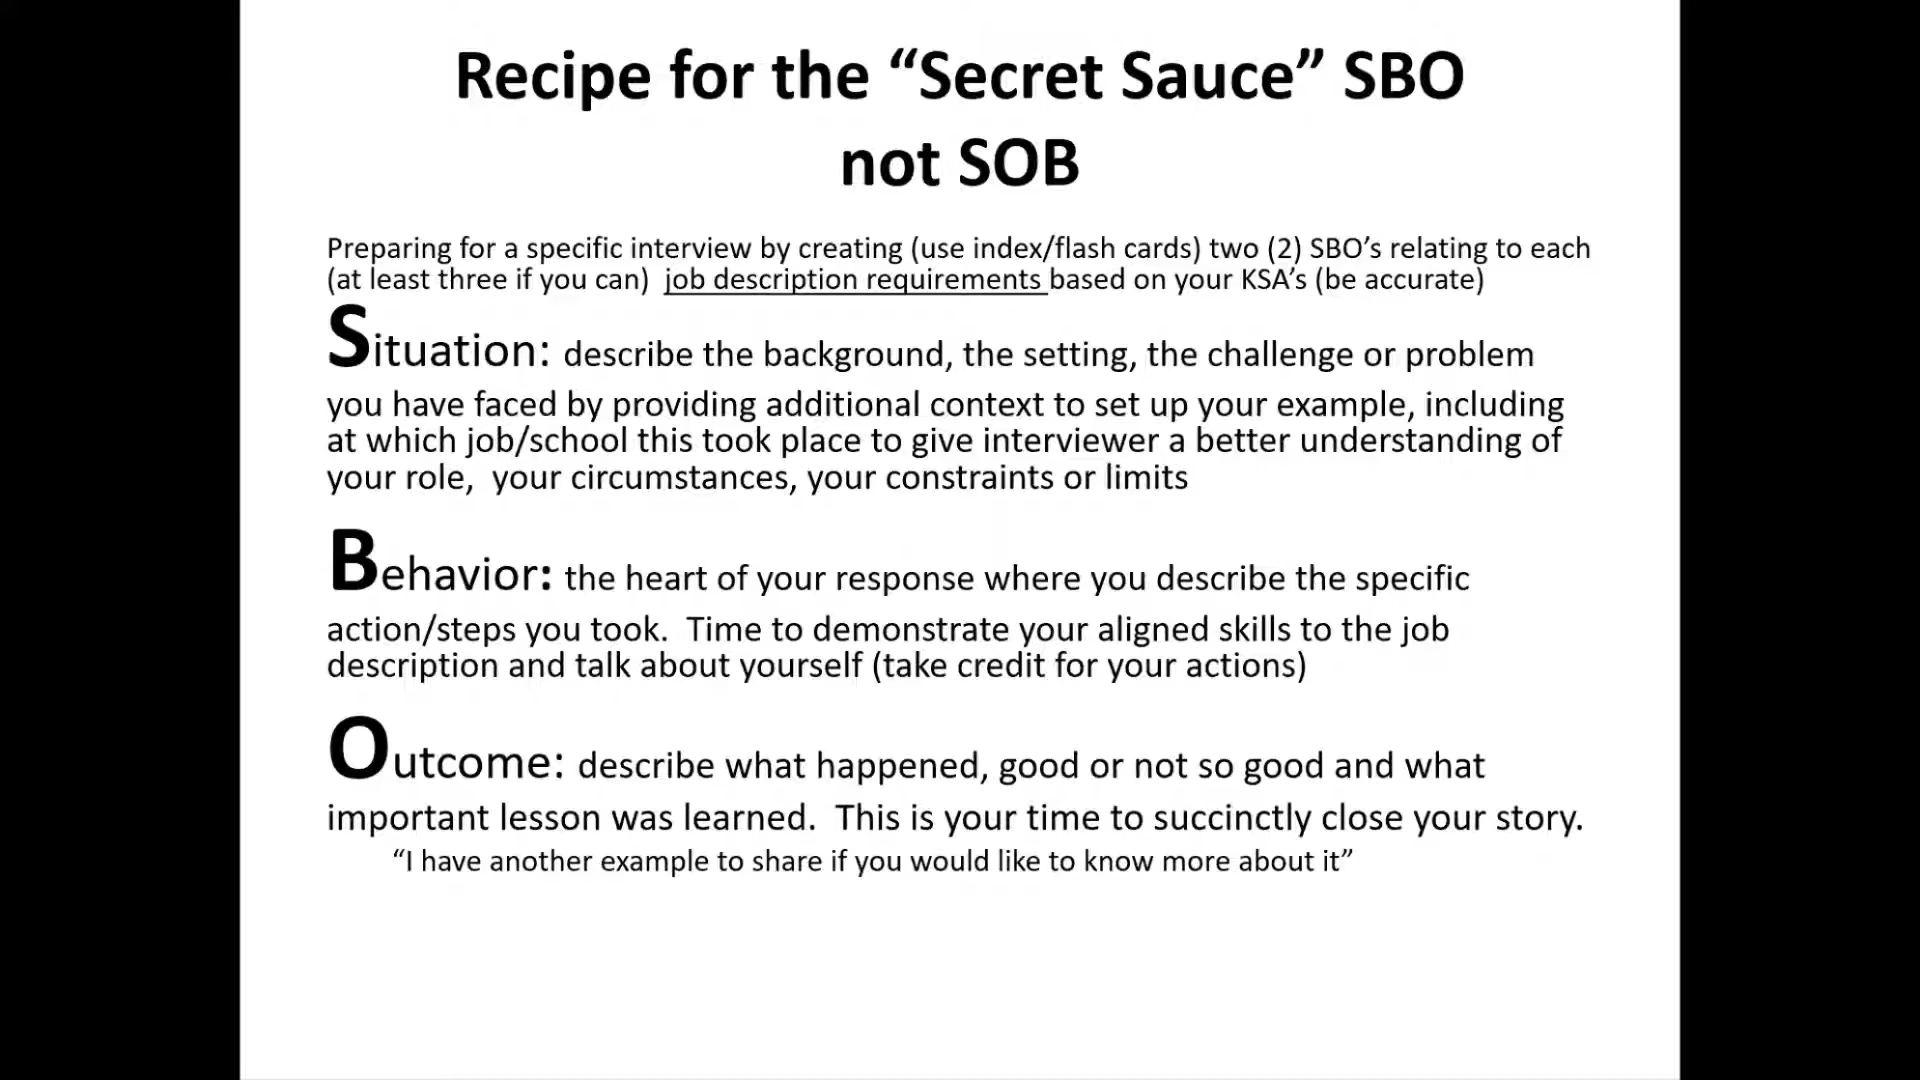 Recipe for the “Secret Sauce” SBO
not SOB
Preparing for a specific interview by creating (use index/flash cards) two (2) SBO’s relating to each
(at least three if you can)  job description requirements based on your KSA’s (be accurate)
Situation: describe the background, the setting, the challenge or problem
you have faced by providing additional context to set up your example, including
at which job/school this took place to give interviewer a better understanding of
your role,  your circumstances, your constraints or limits
Behavior: the heart of your response where you describe the specific
action/steps you took.  Time to demonstrate your aligned skills to the job
description and talk about yourself (take credit for your actions)
Outcome: describe what happened, good or not so good and what
important lesson was learned.  This is your time to succinctly close your story.
“I have another example to share if you would like to know more about it”